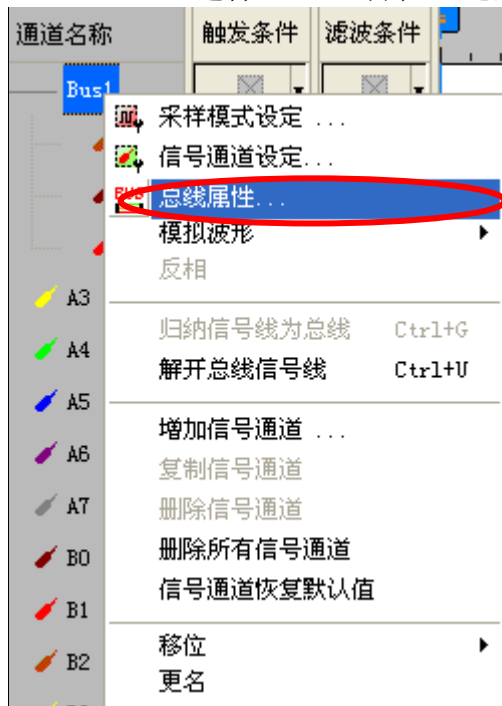 通道名称 触发条件 滤波条件
Bus1
采样模式设定 ...
信号通道设定...
BUS 总线属性...
模拟波形
反相
A3
归纳信号线为总线 Ctrl+G
A4
解开总线信号线 Ctrl+U
A5
增加信号通道 ...
A6
复制信号通道
A7
删除信号通道
B0
删除所有信号通道
信号通道恢复默认值
B1
移位
B2
更名